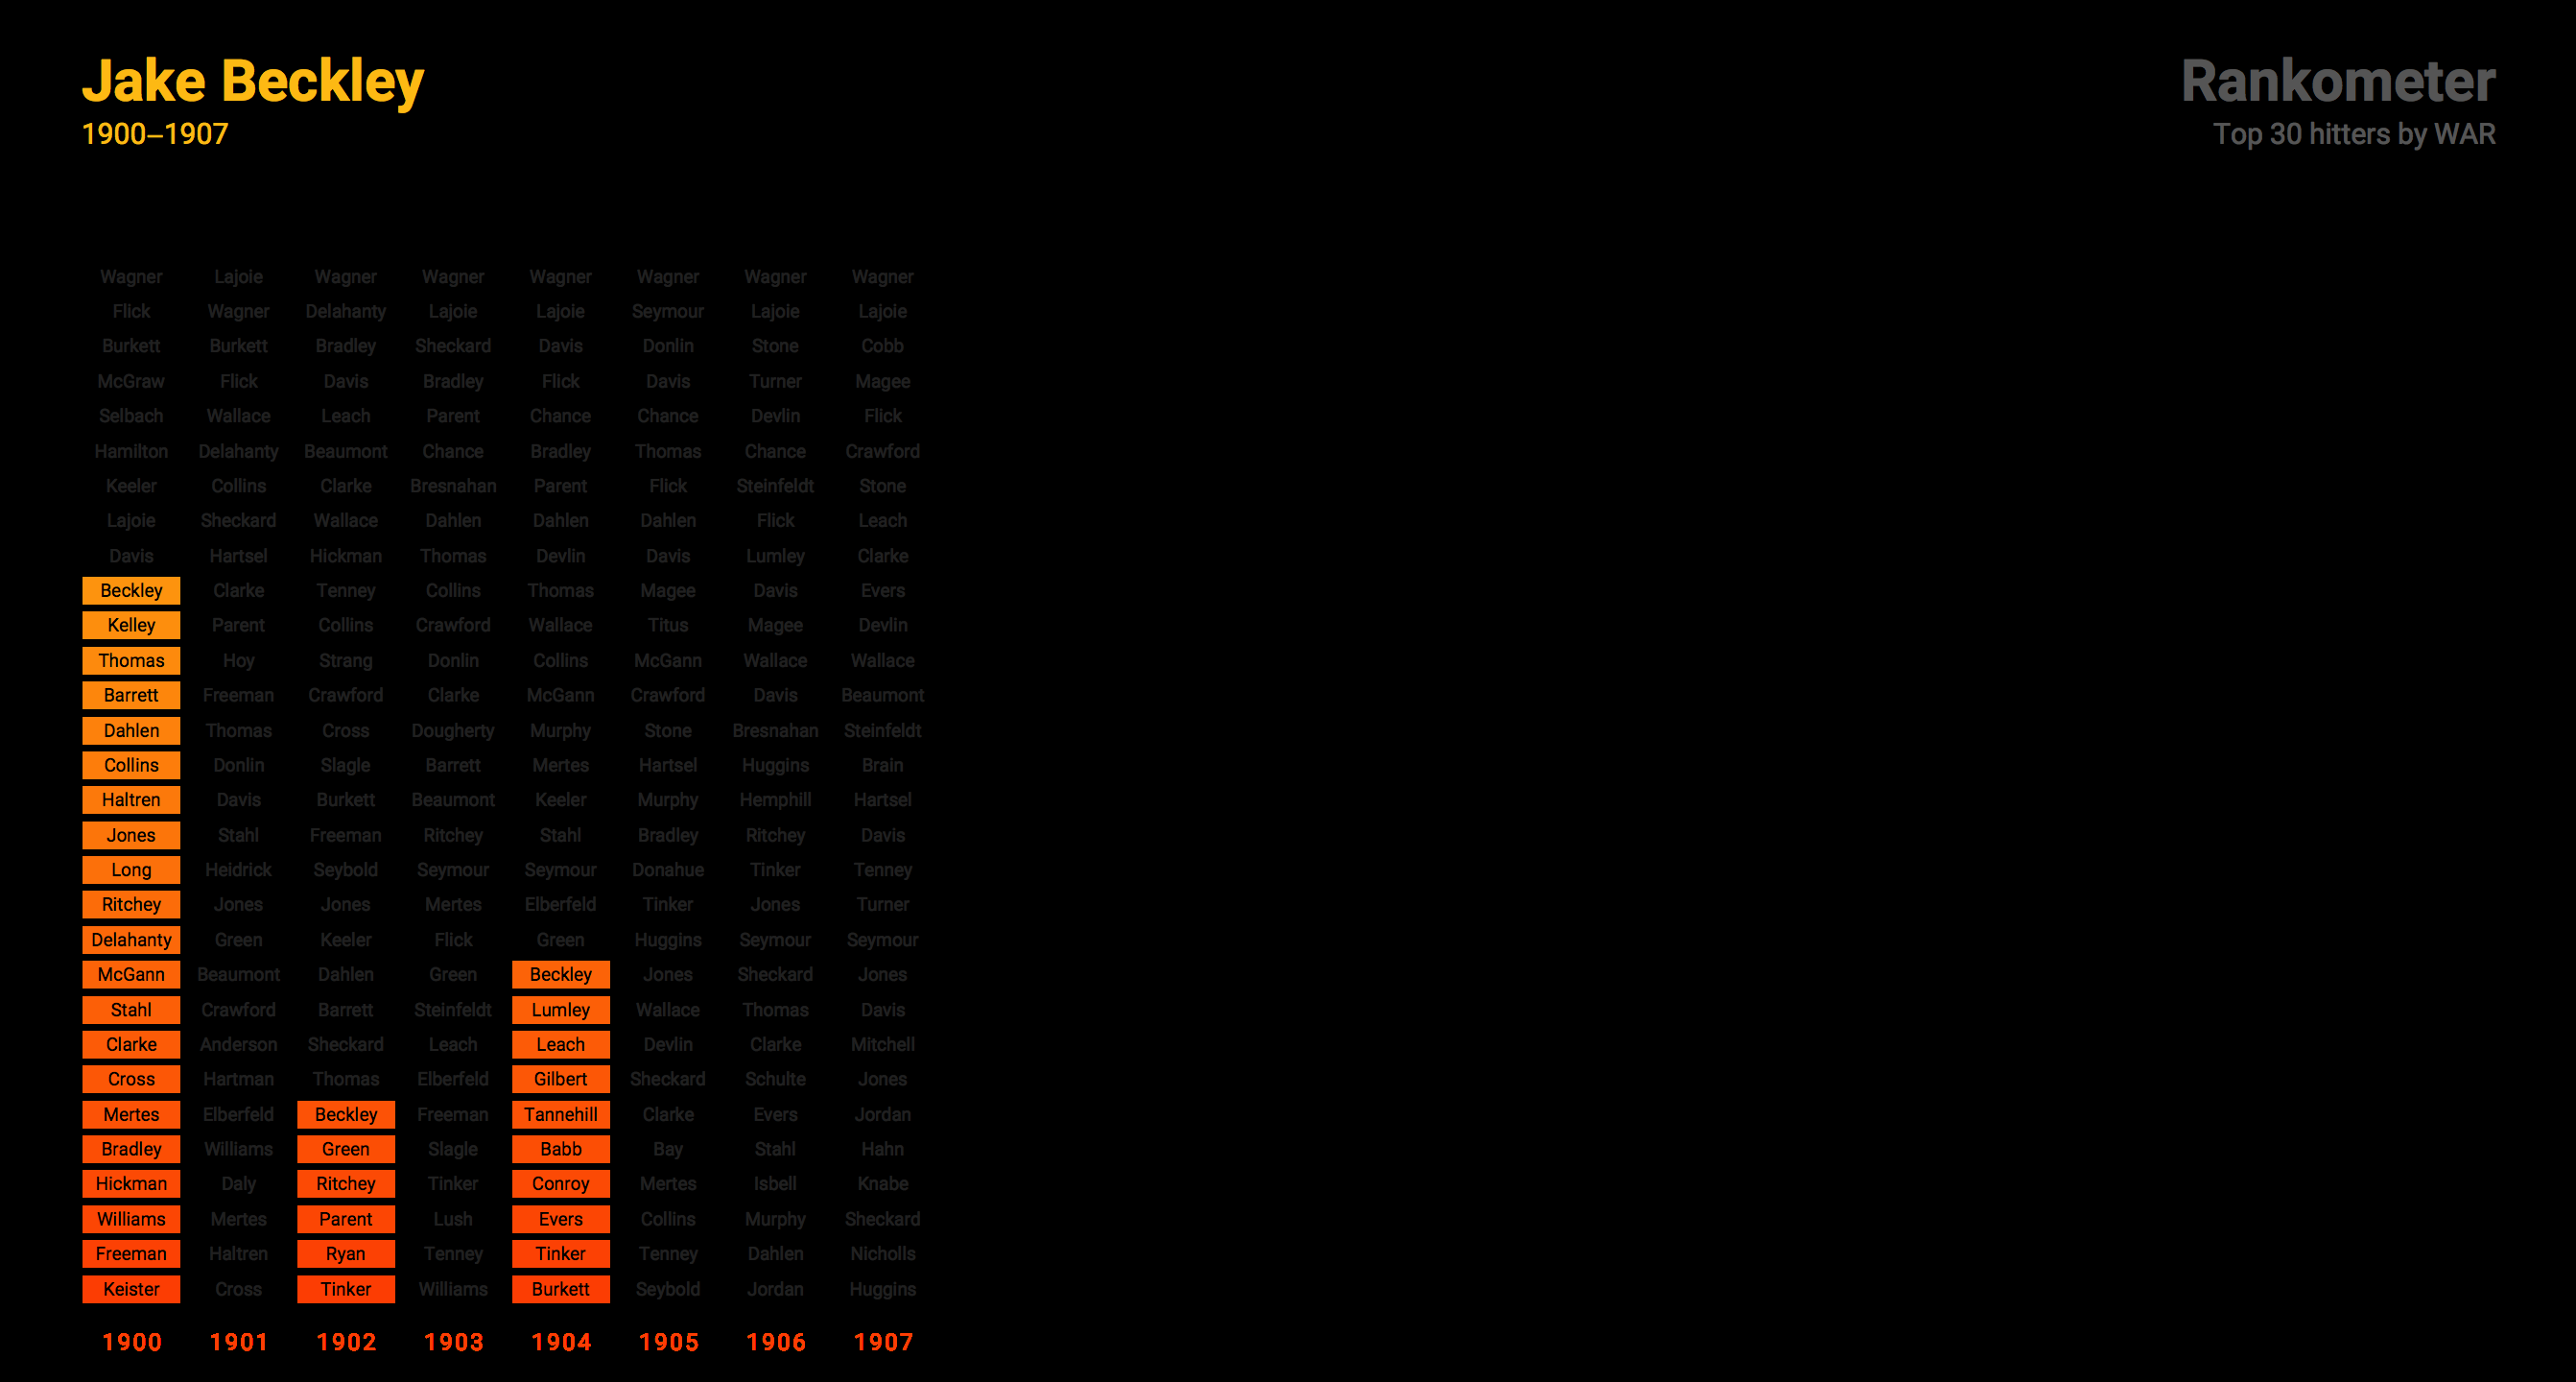 Jake Beckley
1900–1907
Rankometer
Top 30 hitters by WAR
Wagner Lajoie Wagner Wagner Wagner Wagner Wagner Wagner
Flick Wagner Delahanty Lajoie Lajoie Seymour Lajoie Lajoie
Burkett Burkett Bradley Sheckard Davis Donlin Stone Cobb
McGraw Flick Davis Bradley Flick Davis Turner Magee
Selbach Wallace Leach Parent Chance Chance Devlin Flick
Hamilton Delahanty Beaumont Chance Bradley Thomas Chance Crawford
Keeler Collins Clarke Bresnahan Parent Flick Steinfeldt Stone
Lajoie Sheckard Wallace Dahlen Dahlen Dahlen Flick Leach
Davis Hartsel Hickman Thomas Devlin Davis Lumley Clarke
Beckley Clarke Tenney Collins Thomas Magee Davis Evers
Kelley Parent Collins Crawford Wallace Titus Magee Devlin
Thomas Hoy Strang Donlin Collins McGann Wallace Wallace
Barrett Freeman Crawford Clarke McGann Crawford Davis Beaumont
Dahlen Thomas Cross Dougherty Murphy Stone Bresnahan Steinfeldt
Collins Donlin Slagle Barrett Mertes Hartsel Huggins Brain
Haltren Davis Burkett Beaumont Keeler Murphy Hemphill Hartsel
Jones Stahl Freeman Ritchey Stahl Bradley Ritchey Davis
Long Heidrick Seybold Seymour Seymour Donahue Tinker Tenney
Ritchey Jones Jones Mertes Elberfeld Tinker Jones Turner
Delahanty Green Keeler Flick Green Huggins Seymour Seymour
McGann Beaumont Dahlen Green Beckley Jones Sheckard Jones
Stahl Crawford Barrett Steinfeldt Lumley Wallace Thomas Davis
Clarke Anderson Sheckard Leach Leach Devlin Clarke Mitchell
Cross Hartman Thomas Elberfeld Gilbert Sheckard Schulte Jones
Mertes Elberfeld Beckley Freeman Tannehill Clarke Evers Jordan
Bradley Williams Green Slagle Babb Bay Stahl Hahn
Hickman Daly Ritchey Tinker Conroy Mertes Isbell Knabe
Williams Mertes Parent Lush Evers Collins Murphy Sheckard
Freeman Haltren Ryan Tenney Tinker Tenney Dahlen Nicholls
Keister Cross Tinker Williams Burkett Seybold Jordan Huggins
1900 1901 1902 1903 1904 1905 1906 1907